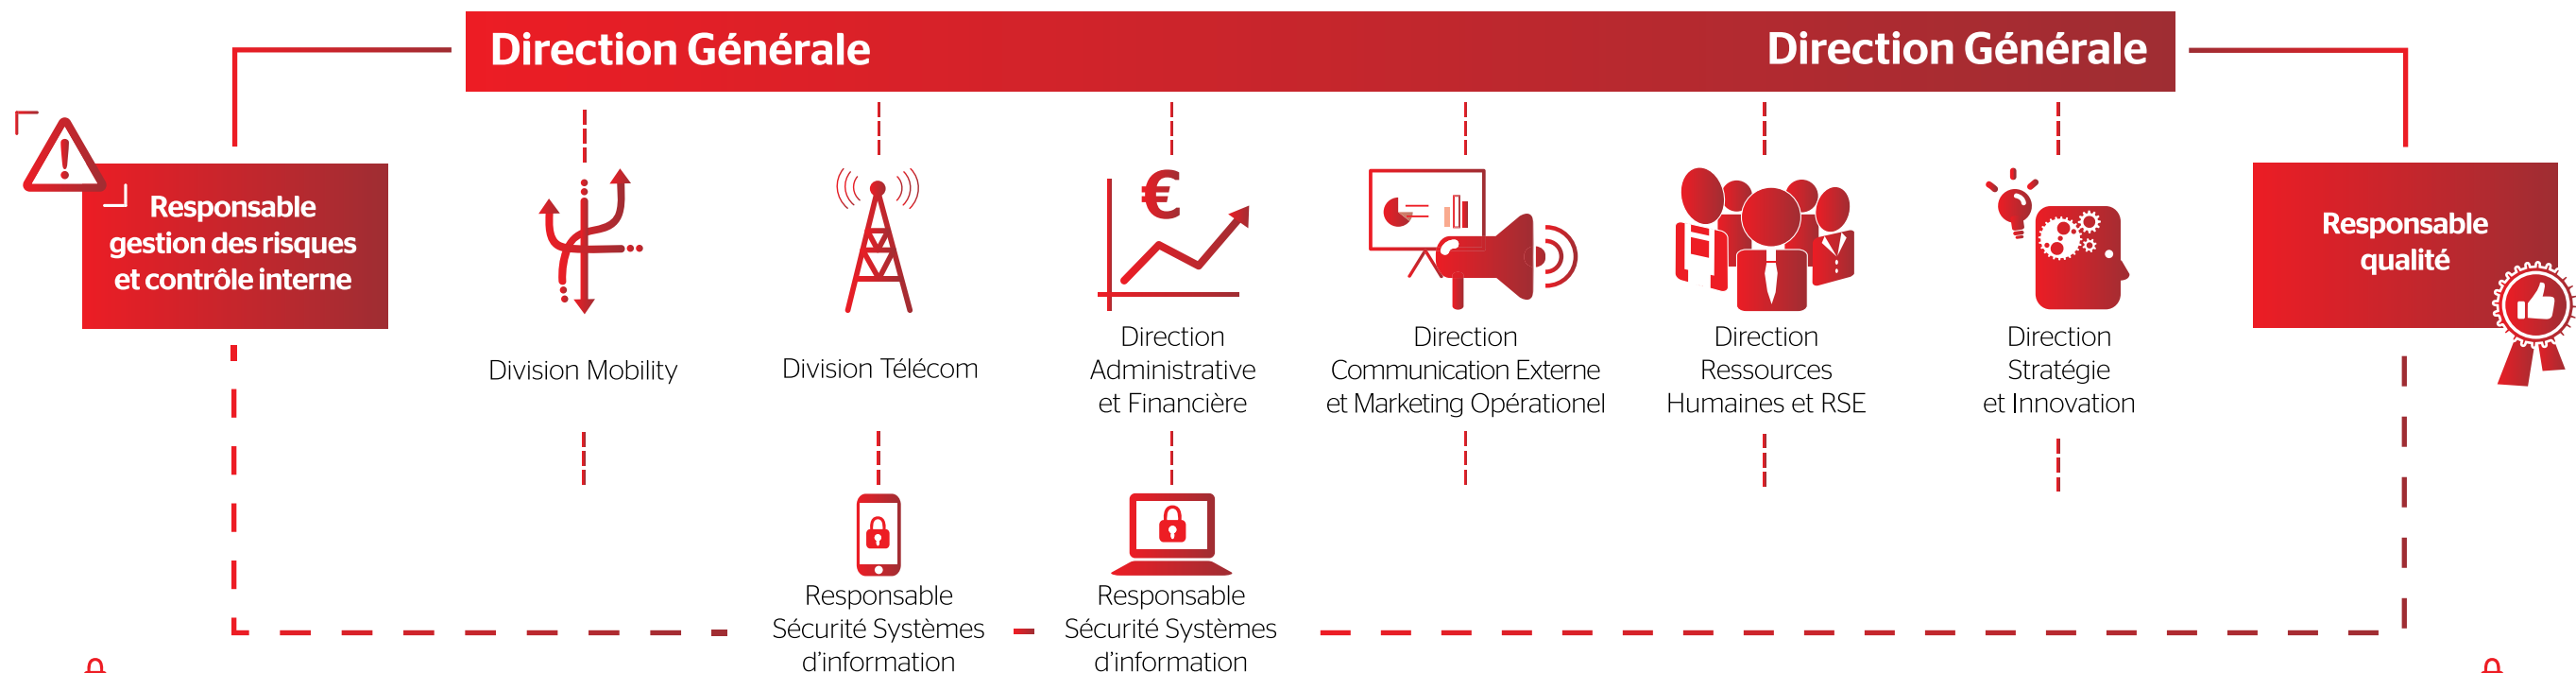 Direction Générale
Direction Générale
Responsable
gestion des risques
et contrôle interne
€
Responsable
qualité
Division Mobility
Division Télécom
Direction
Administrative
et Financière
Direction
Communication Externe
et Marketing Opérationel
Direction
Ressources
Humaines et RSE
Direction
Stratégie
et Innovation
Responsable
Sécurité Systèmes
d'information
Responsable
Sécurité Systèmes
d'information